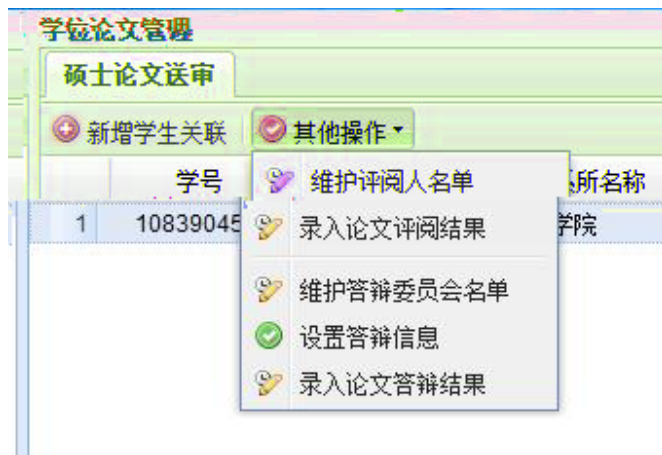 学位论文管理
硕士论文送审
新增学生关联 其他操作
学号 所名称
1 10839045 学院
维护评阅人名单
录入论文评阅结果
维护答辩委员会名单
设置答辩信息
录入论文答辩结果